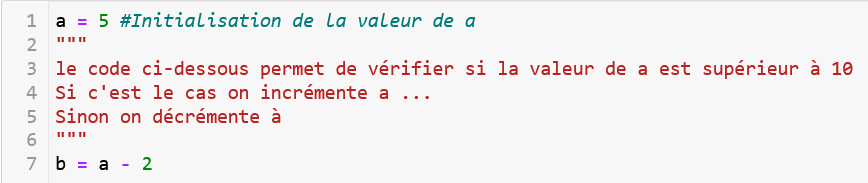 1 a = 5 #Initialisation de la valeur de a
2 """
3 le code ci-dessous permet de vérifier si la valeur de a est supérieur à 10
4 Si c'est le cas on incrémente a ...
5 Sinon on décrémente à
6 """
7 b = a - 2